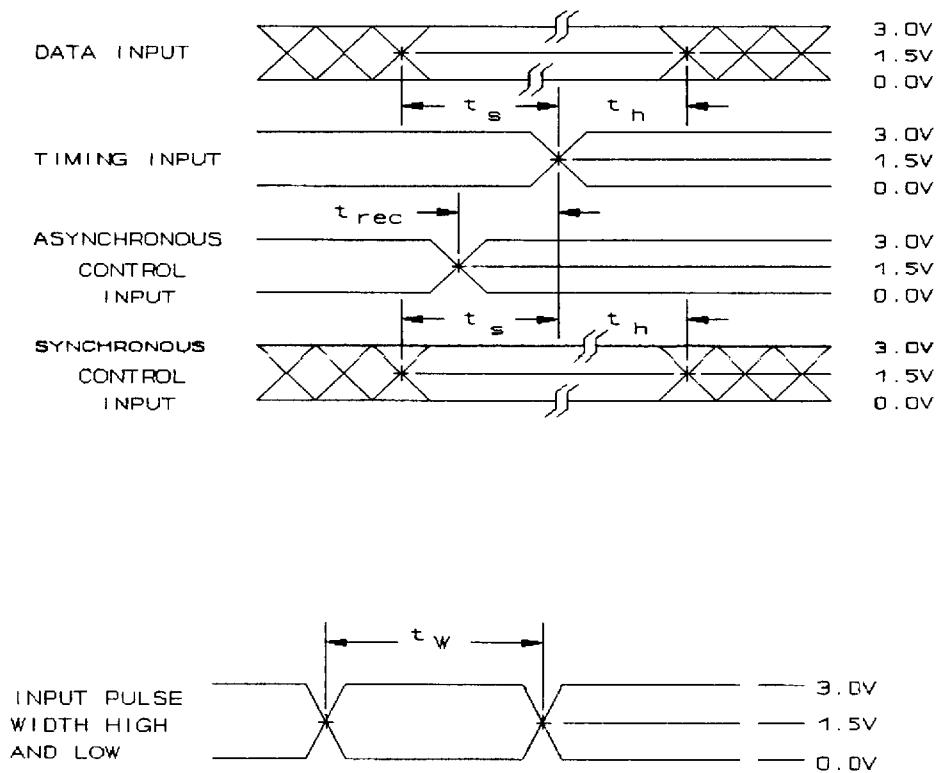 3.0V
DATA INPUT
1.5V
0.0V
t s
t h
3.0V
TIMING INPUT
1.5V
0.0V
t rec
ASYNCHRONOUS
3.0V
CONTROL
1.5V
INPUT
0.0V
t s
t h
SYNCHRONOUS
3.0V
CONTROL
1.5V
INPUT
0.0V
t W
INPUT PULSE
3.0V
WIDTH HIGH
1.5V
AND LOW
0.0V